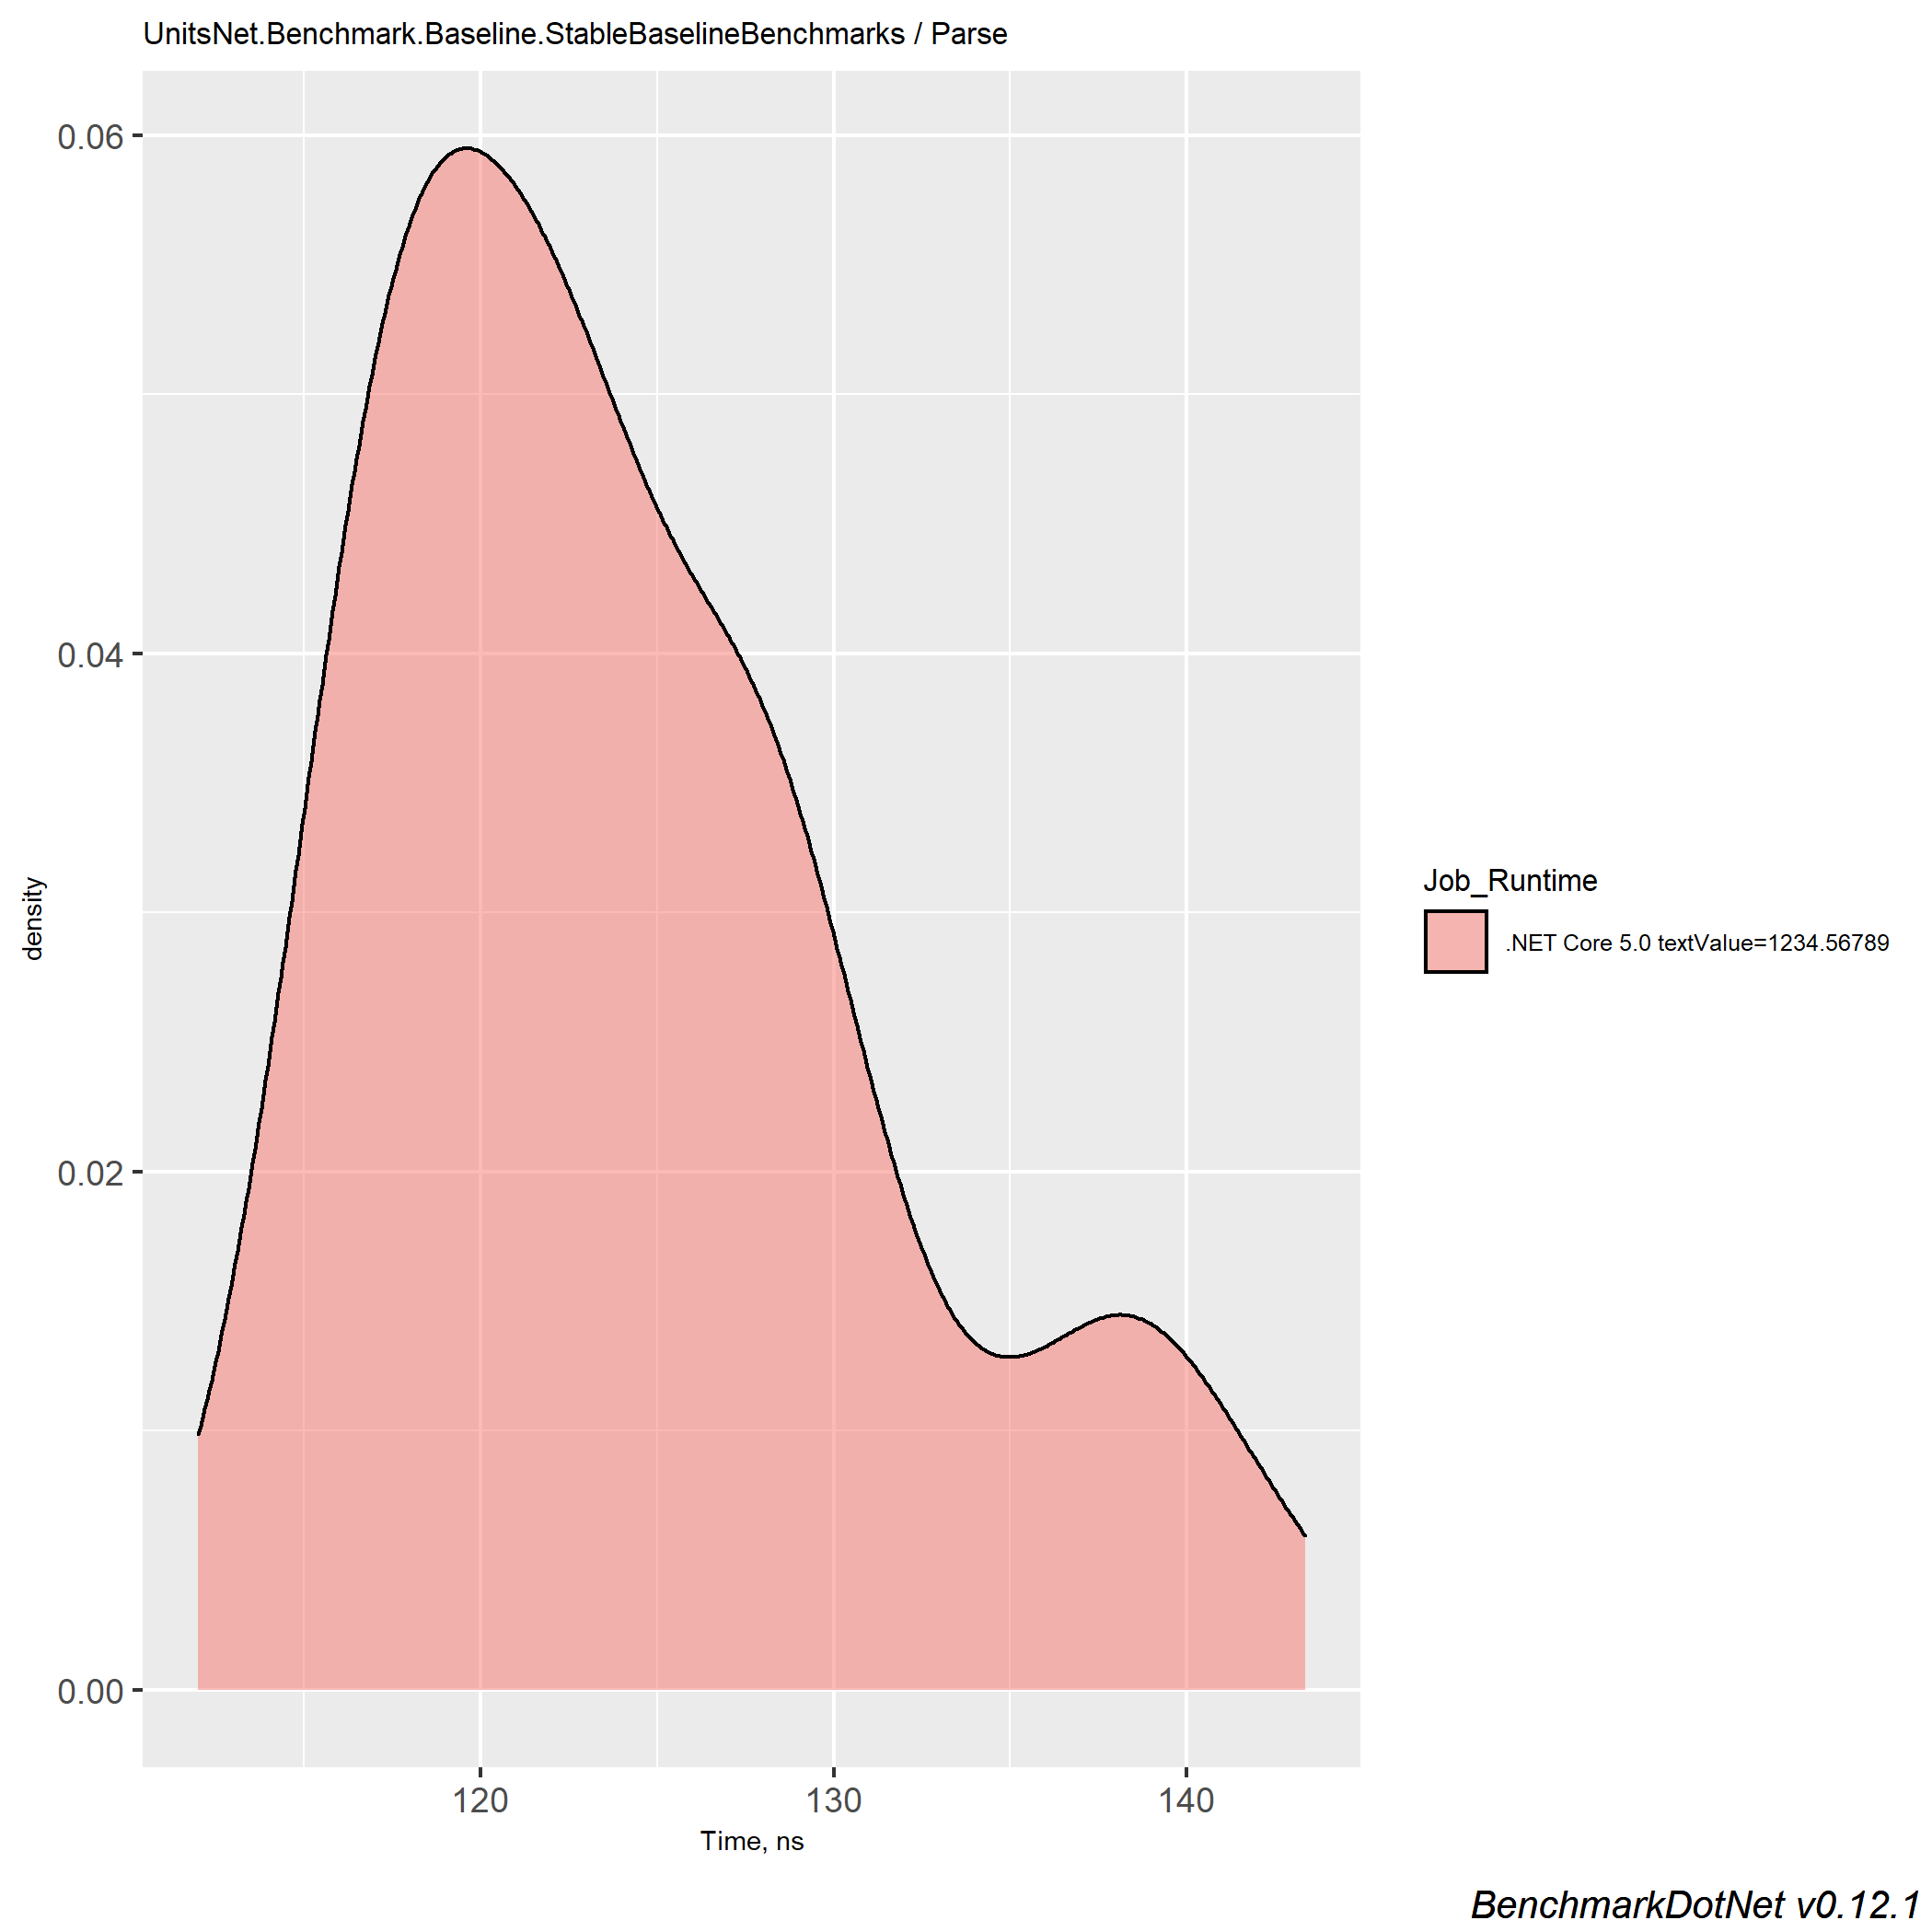 UnitsNet.Benchmark.Baseline.StableBaselineBenchmarks / Parse
0.06
0.04
0.02
0.00
density
120 130 140
Time, ns
Job_Runtime
.NET Core 5.0 textValue=1234.56789
BenchmarkDotNet v0.12.1